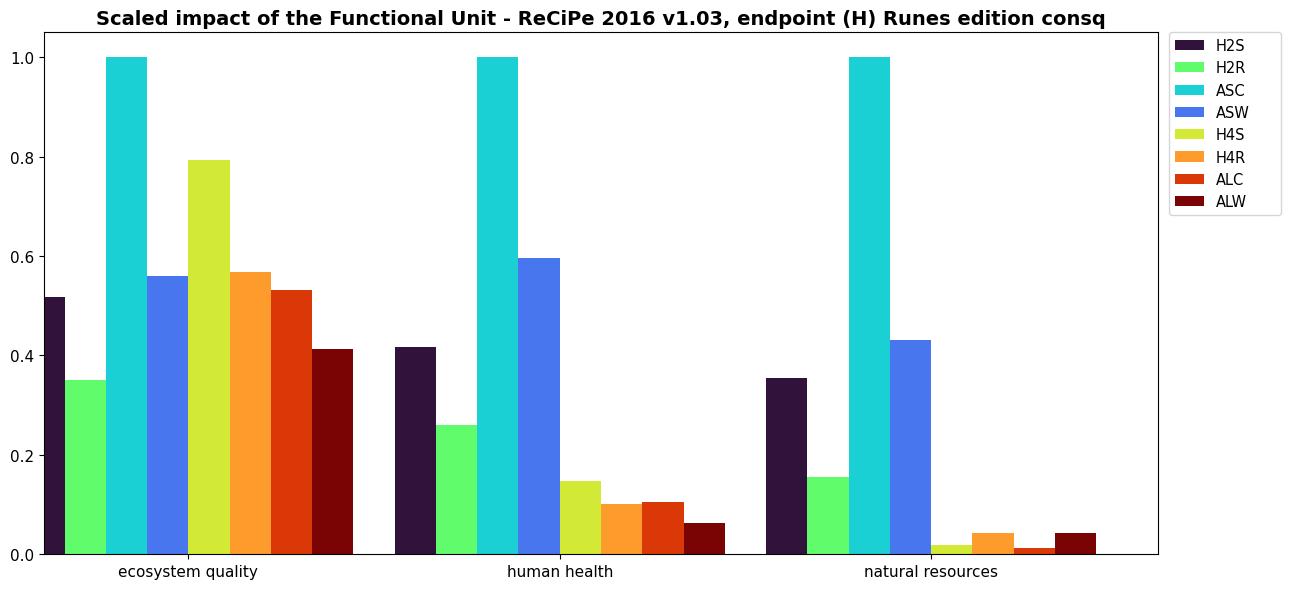 Scaled impact of the Functional Unit - ReCiPe 2016 v1.03, endpoint (H) Runes edition consq
1.0
0.8
0.6
0.4
0.2
0.0
ecosystem quality
human health
natural resources
H2S
H2R
ASC
ASW
H4S
H4R
ALC
ALW